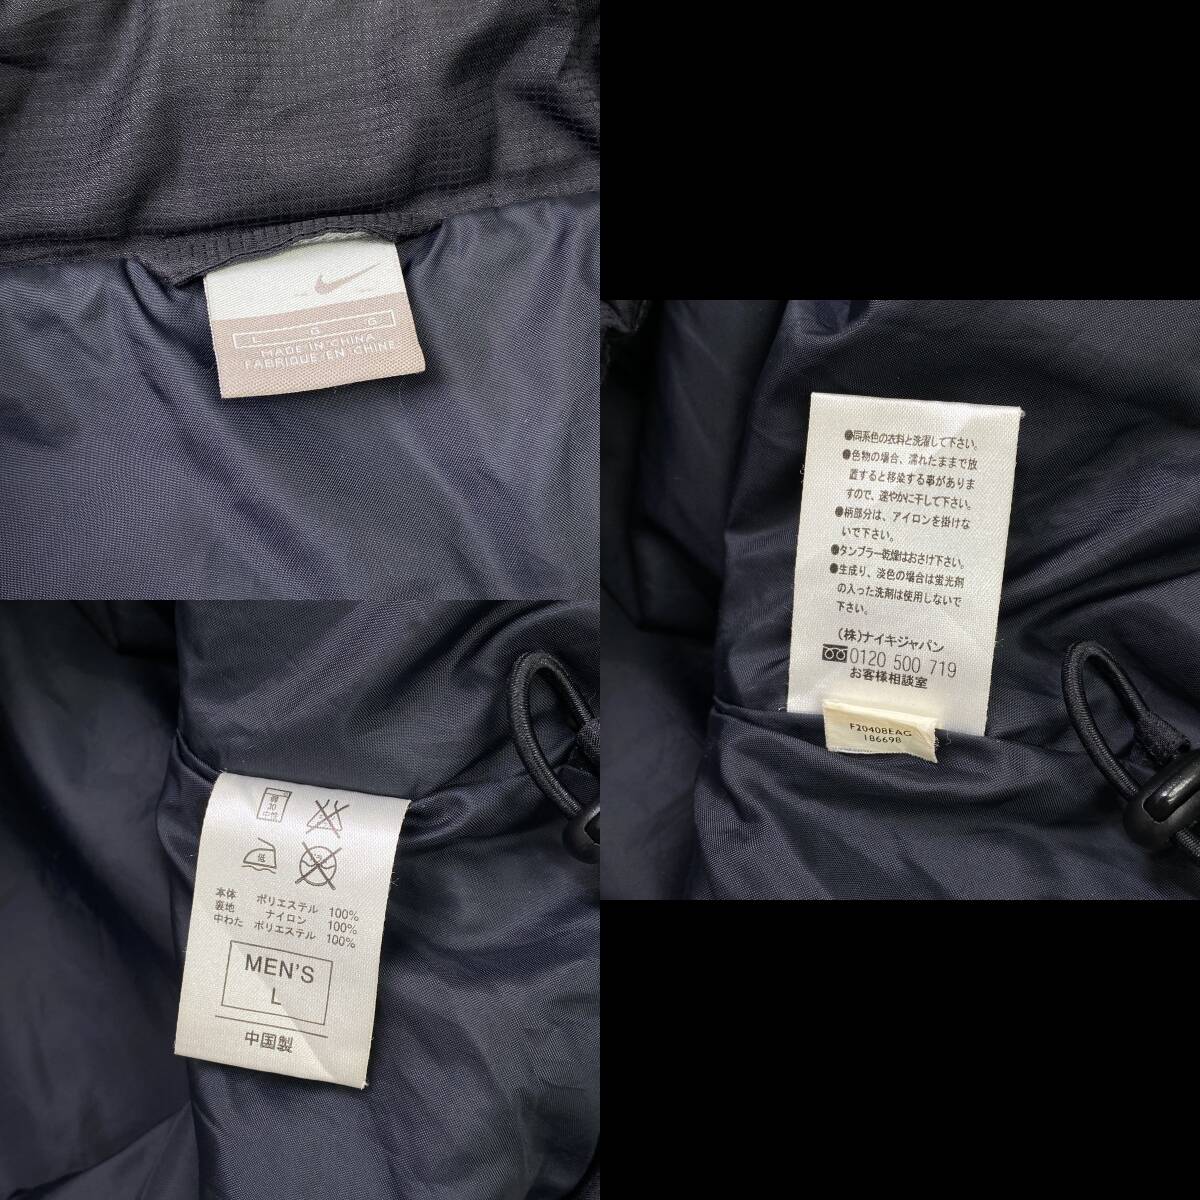 L G G
MADE IN CHINA
FABRIQUE EN CHINE
●同系色の衣料と洗濯して下さい。
●色物の場合、濡れたままで放
置すると移染する事がありま
すので、速やかに干して下さい。
●柄部分は、アイロンを掛けな
いで下さい。
●タンブラー乾燥はおさけ下さい。
●生成り、淡色の場合は蛍光剤
の入った洗剤は使用しないで
下さい。
(株)ナイキジャパン
0120 500 719
お客様相談室
F2040BEAG
186698
30
中性
低
本体 ポリエステル 100%
裏地 ナイロン 100%
中わた ポリエステル 100%
MEN'S
L
中国製